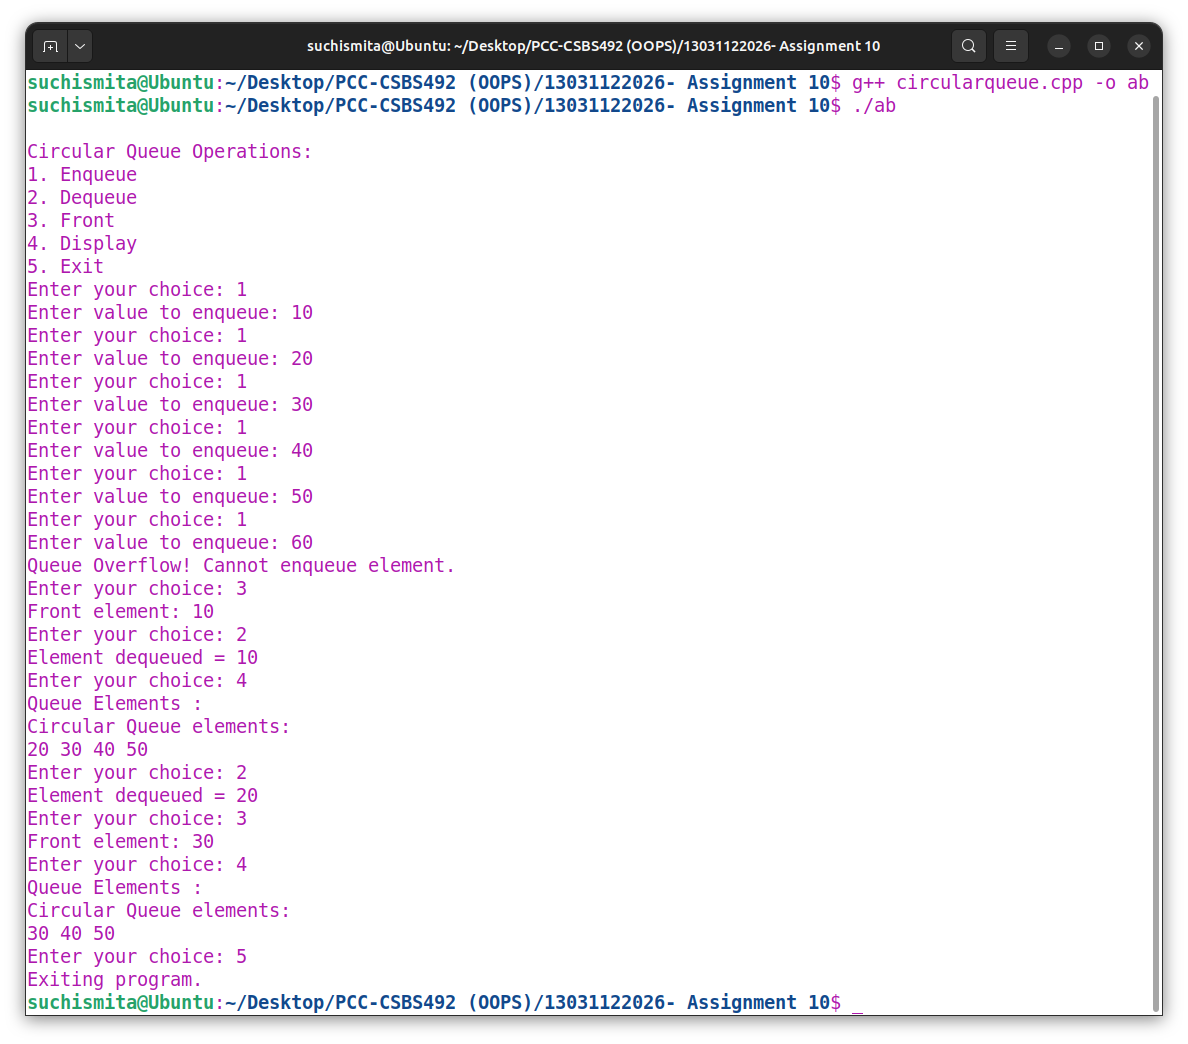 suchismita@Ubuntu: ~/Desktop/PCC-CSBS492 (OOPS)/13031122026- Assignment 10
suchismita@Ubuntu:~/Desktop/PCC-CSBS492 (OOPS)/13031122026- Assignment 10$ g++ circularqueue.cpp -o ab
suchismita@Ubuntu:~/Desktop/PCC-CSBS492 (OOPS)/13031122026- Assignment 10$ ./ab
Circular Queue Operations:
1. Enqueue
2. Dequeue
3. Front
4. Display
5. Exit
Enter your choice: 1
Enter value to enqueue: 10
Enter your choice: 1
Enter value to enqueue: 20
Enter your choice: 1
Enter value to enqueue: 30
Enter your choice: 1
Enter value to enqueue: 40
Enter your choice: 1
Enter value to enqueue: 50
Enter your choice: 1
Enter value to enqueue: 60
Queue Overflow! Cannot enqueue element.
Enter your choice: 3
Front element: 10
Enter your choice: 2
Element dequeued = 10
Enter your choice: 4
Queue Elements :
Circular Queue elements:
20 30 40 50
Enter your choice: 2
Element dequeued = 20
Enter your choice: 3
Front element: 30
Enter your choice: 4
Queue Elements :
Circular Queue elements:
30 40 50
Enter your choice: 5
Exiting program.
suchismita@Ubuntu:~/Desktop/PCC-CSBS492 (OOPS)/13031122026- Assignment 10$ _